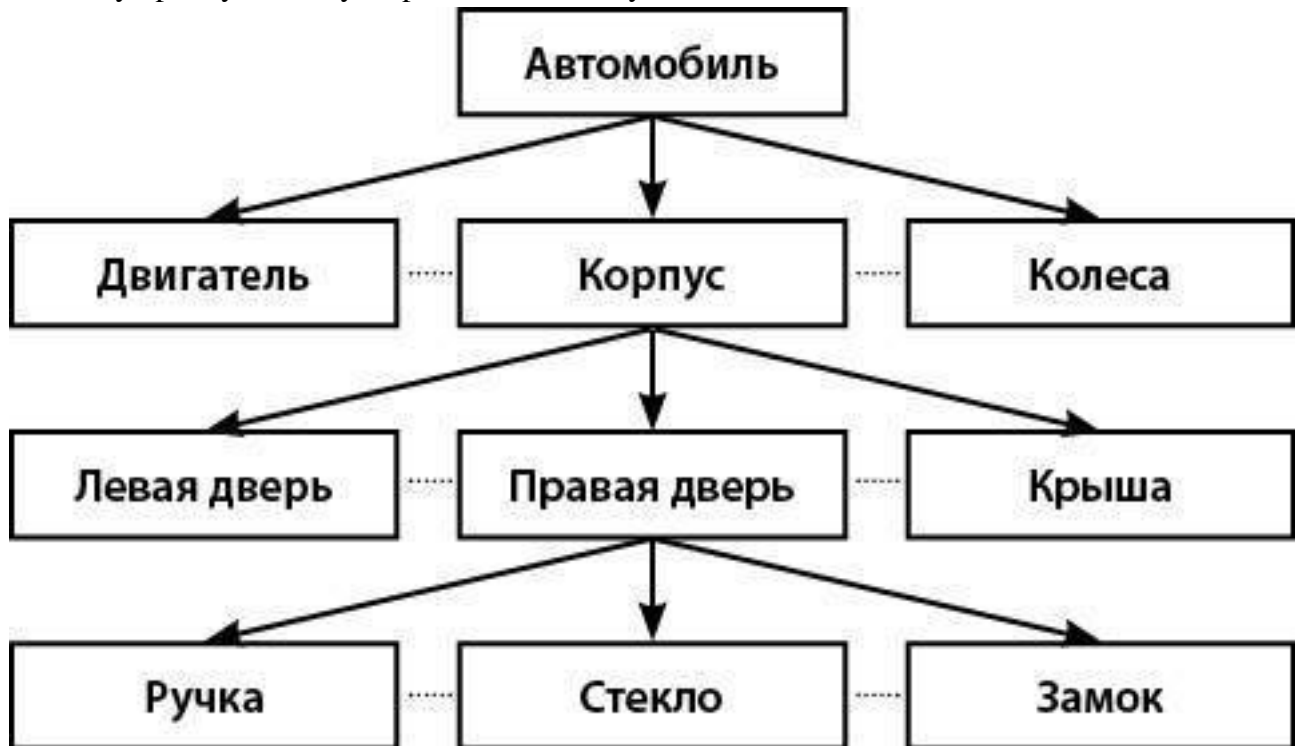 Автомобиль
Двигатель
Корпус
Колеса
Левая дверь
Правая дверь
Крыша
Ручка
Стекло
Замок